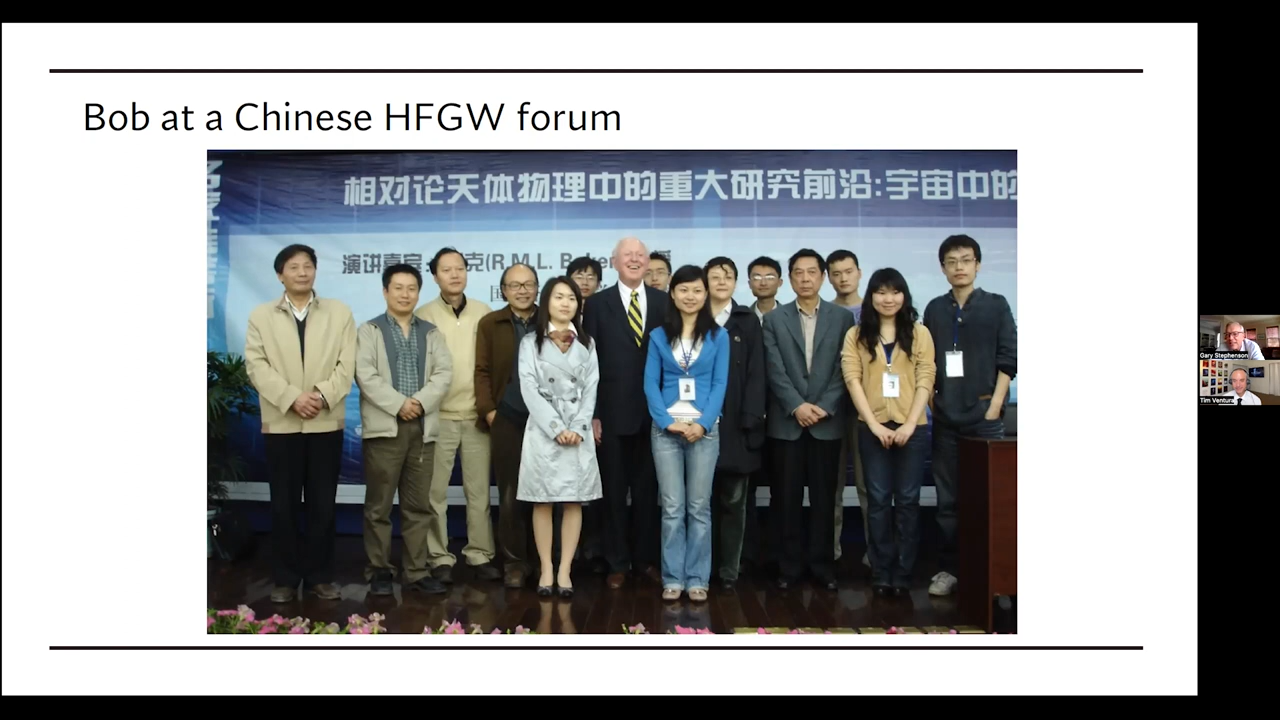 Bob at a Chinese HFGW forum
相对论天体物理中的重大研究前沿:宇宙中的
演讲嘉宾: 克(R.M.L.
Gary Stephenson
Tim Ventura